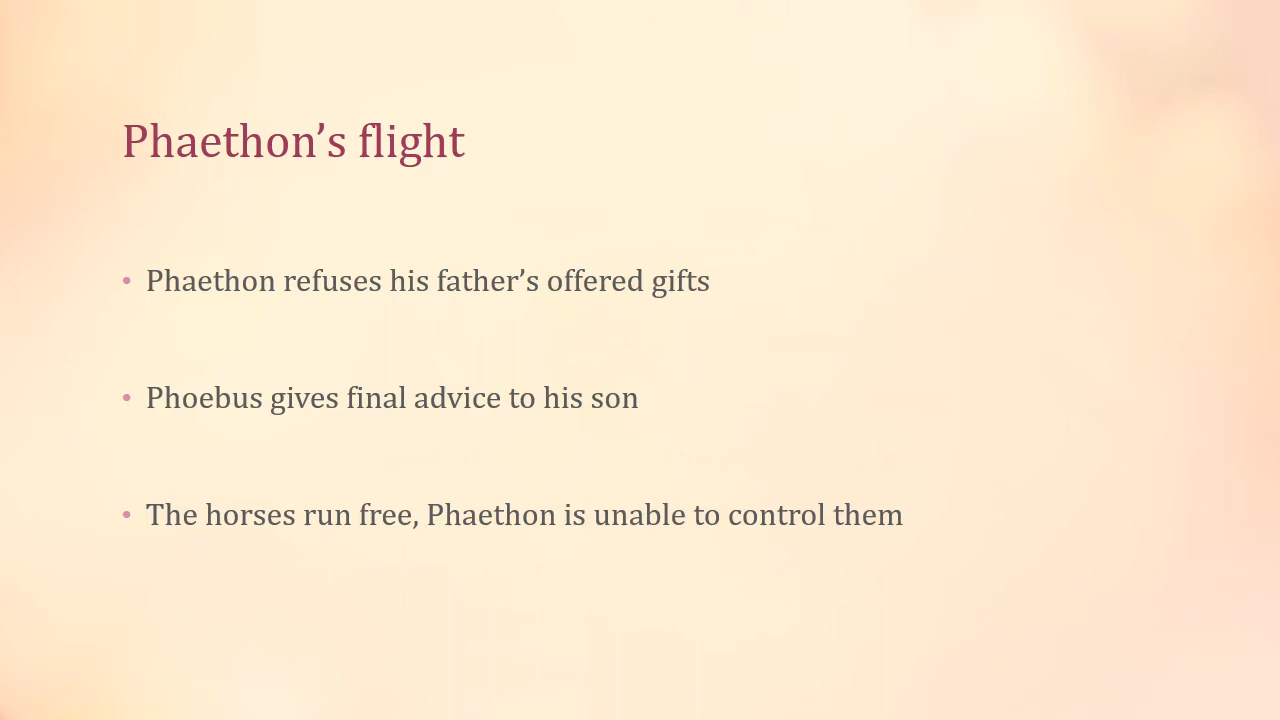 Phaethon’s flight
• Phaethon refuses his father’s offered gifts
• Phoebus gives final advice to his son
• The horses run free, Phaethon is unable to control them